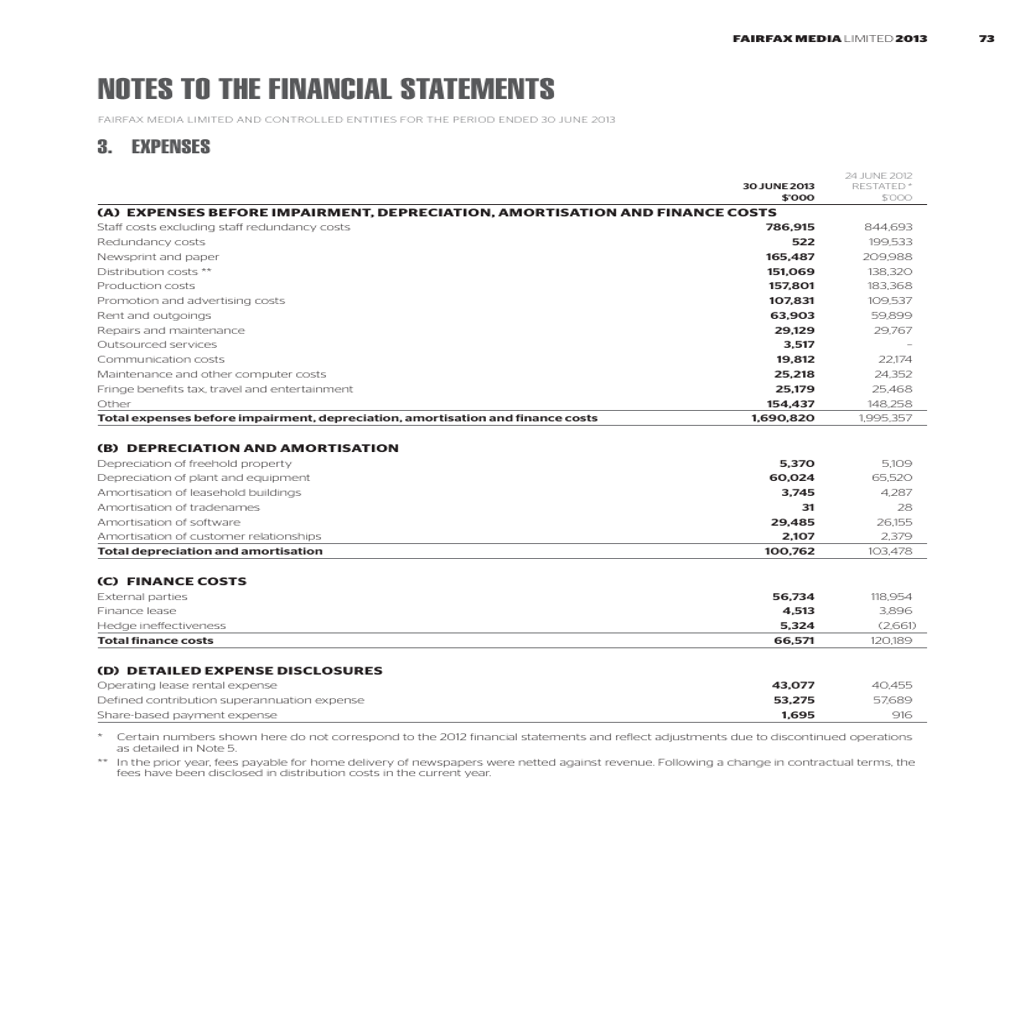 FAIRFAX MEDIA LIMITED 2013 73
NOTES TO THE FINANCIAL STATEMENTS
FAIRFAX MEDIA LIMITED AND CONTROLLED ENTITIES FOR THE PERIOD ENDED 30 JUNE 2013
3. EXPENSES
24 JUNE 2012
30 JUNE 2013 RESTATED *
$'000 $'000
(A) EXPENSES BEFORE IMPAIRMENT, DEPRECIATION, AMORTISATION AND FINANCE COSTS
Staff costs excluding staff redundancy costs 786,915 844,693
Redundancy costs 522 199,533
Newsprint and paper 165,487 209,988
Distribution costs ** 151,069 138,320
Production costs 157,801 183,368
Promotion and advertising costs 107,831 109,537
Rent and outgoings 63,903 59,899
Repairs and maintenance 29,129 29,767
Outsourced services 3,517 –
Communication costs 19,812 22,174
Maintenance and other computer costs 25,218 24,352
Fringe benefits tax, travel and entertainment 25,179 25,468
Other 154,437 148,258
Total expenses before impairment, depreciation, amortisation and finance costs 1,690,820 1,995,357
(B) DEPRECIATION AND AMORTISATION
Depreciation of freehold property 5,370 5,109
Depreciation of plant and equipment 60,024 65,520
Amortisation of leasehold buildings 3,745 4,287
Amortisation of tradenames 31 28
Amortisation of software 29,485 26,155
Amortisation of customer relationships 2,107 2,379
Total depreciation and amortisation 100,762 103,478
(C) FINANCE COSTS
External parties 56,734 118,954
Finance lease 4,513 3,896
Hedge ineffectiveness 5,324 (2,661)
Total finance costs 66,571 120,189
(D) DETAILED EXPENSE DISCLOSURES
Operating lease rental expense 43,077 40,455
Defined contribution superannuation expense 53,275 57,689
Share-based payment expense 1,695 916
* Certain numbers shown here do not correspond to the 2012 financial statements and reflect adjustments due to discontinued operations
as detailed in Note 5.
** In the prior year, fees payable for home delivery of newspapers were netted against revenue. Following a change in contractual terms, the
fees have been disclosed in distribution costs in the current year.